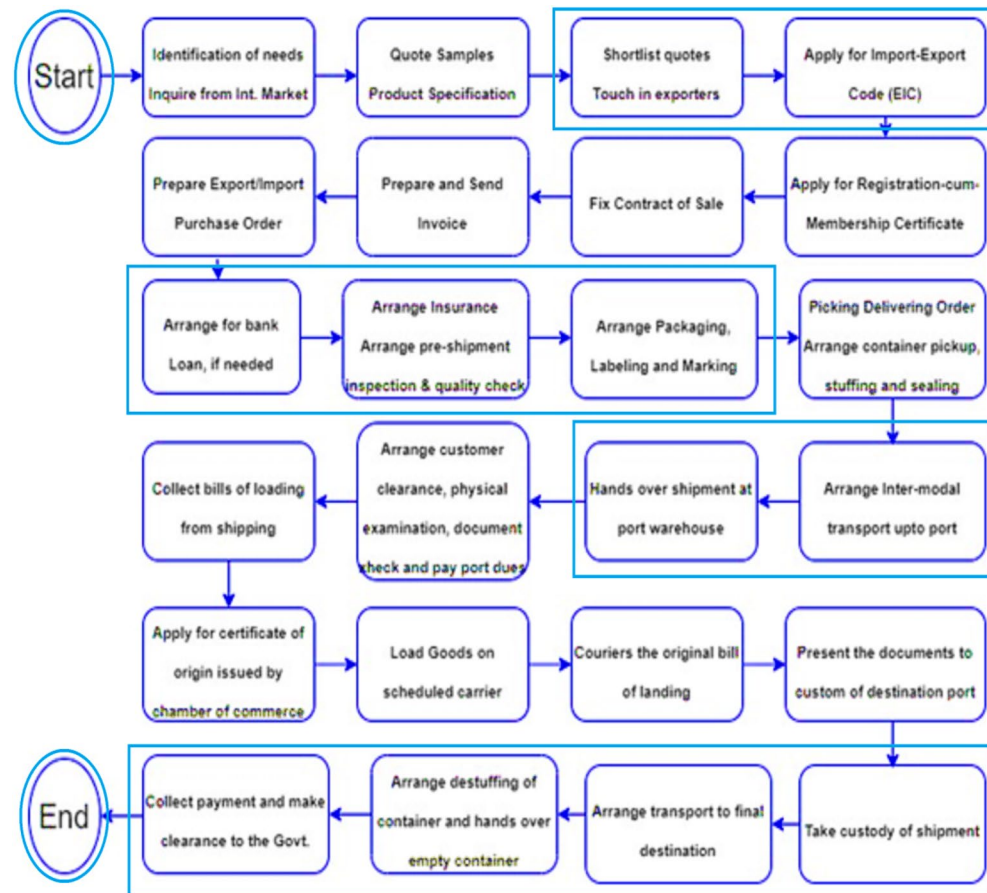 Start
Identification of needs
Inquire from Int. Market
Quote Samples
Product Specification
Shortlist quotes
Touch in exporters
Apply for Import-Export
Code (EIC)
Apply for Registration-cum-
Membership Certificate
Fix Contract of Sale
Prepare and Send
Invoice
Prepare Export/Import
Purchase Order
Arrange for bank
Loan, if needed
Arrange Insurance
Arrange pre-shipment
inspection & quality check
Arrange Packaging,
Labeling and Marking
Picking Delivering Order
Arrange container pickup,
stuffing and sealing
Arrange Inter-modal
transport upto port
Hands over shipment at
port warehouse
Arrange customer
clearance, physical
examination, document
check and pay port dues
Collect bills of loading
from shipping
Apply for certificate of
origin issued by
chamber of commerce
Load Goods on
scheduled carrier
Couriers the original bill
of landing
Present the documents to
custom of destination port
Take custody of shipment
Arrange transport to final
destination
Arrange destuffing of
container and hands over
empty container
Collect payment and make
clearance to the Govt.
End